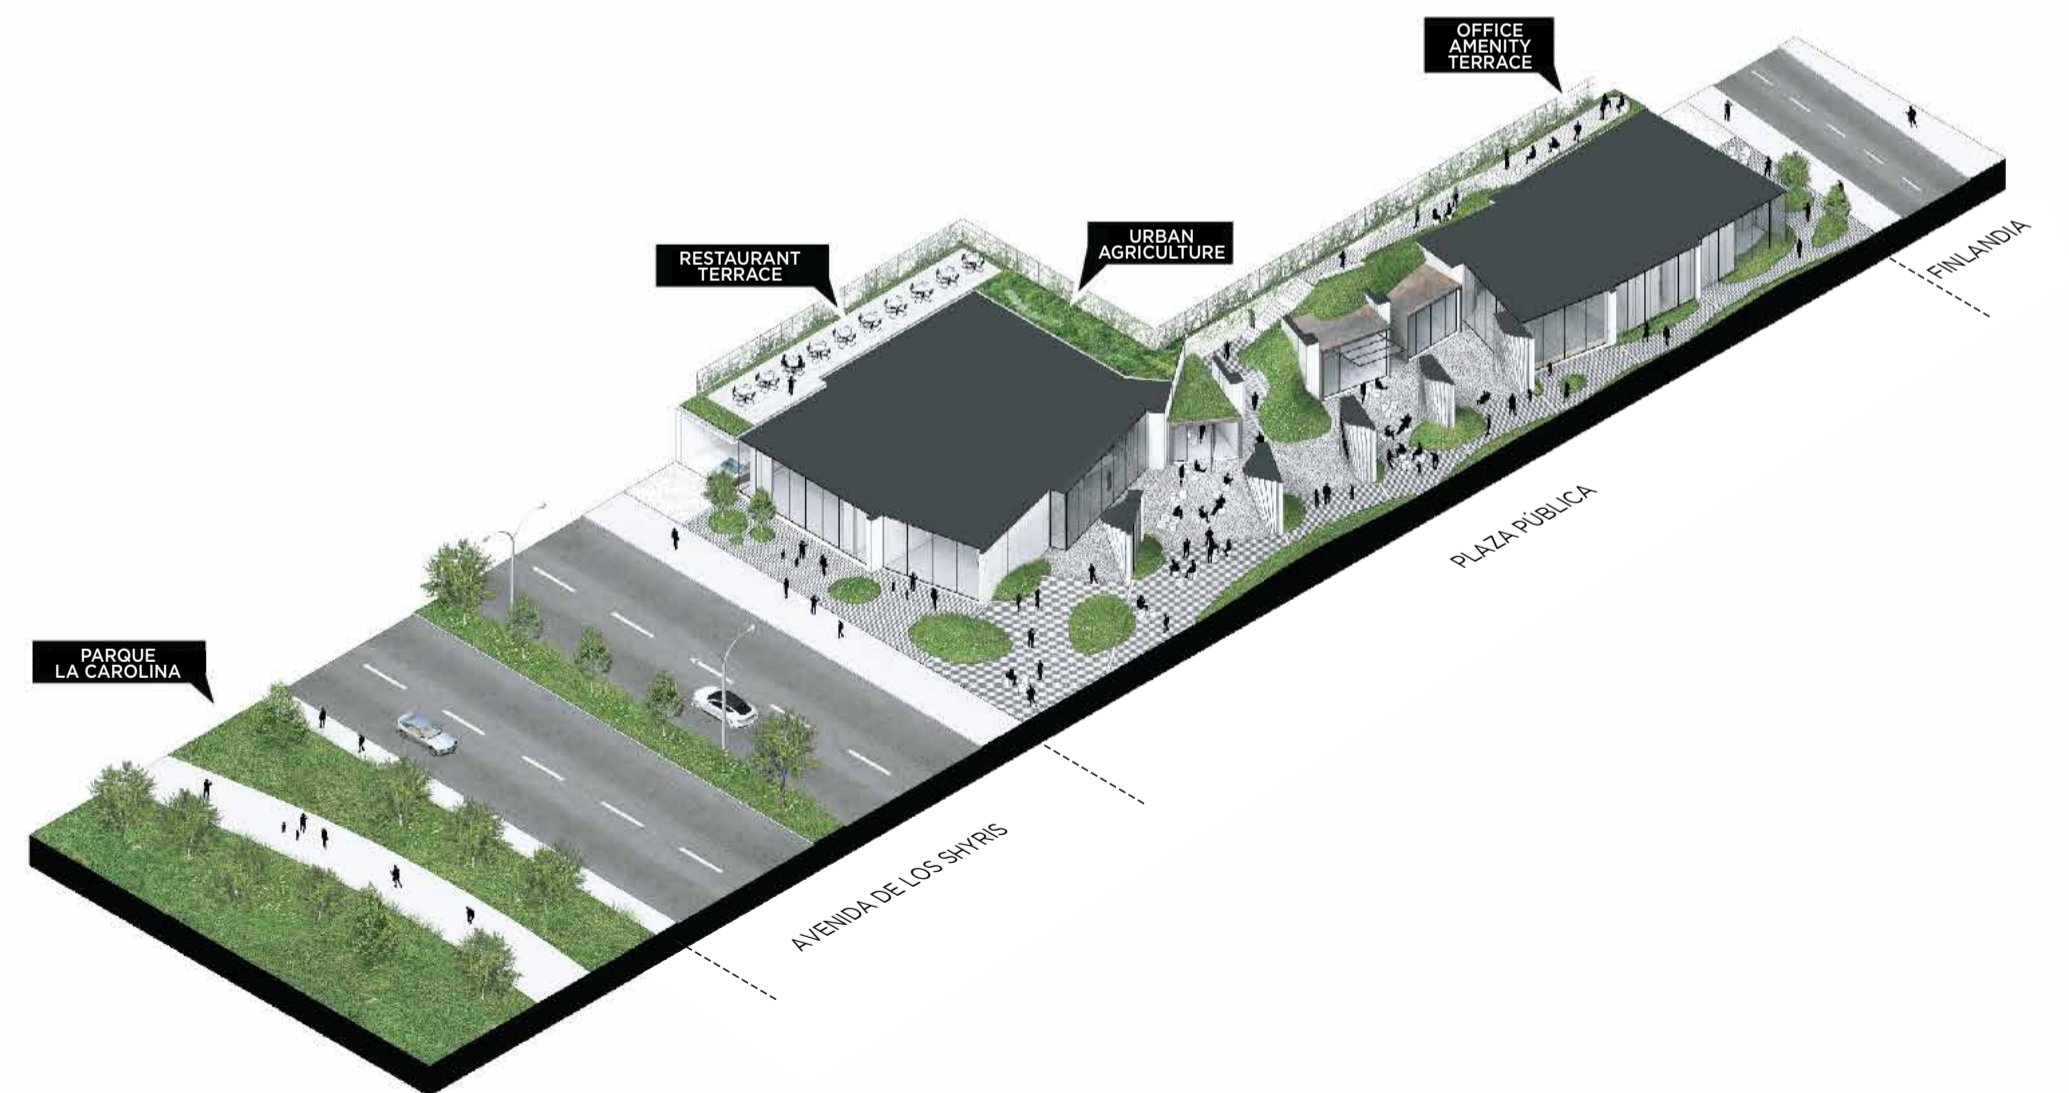 OFFICE
AMENITY
TERRACE
URBAN
AGRICULTURE
RESTAURANT
TERRACE
FINLANDIA
PLAZA PÚBLICA
PARQUE
LA CAROLINA
AVENIDA DE LOS SHYRIS